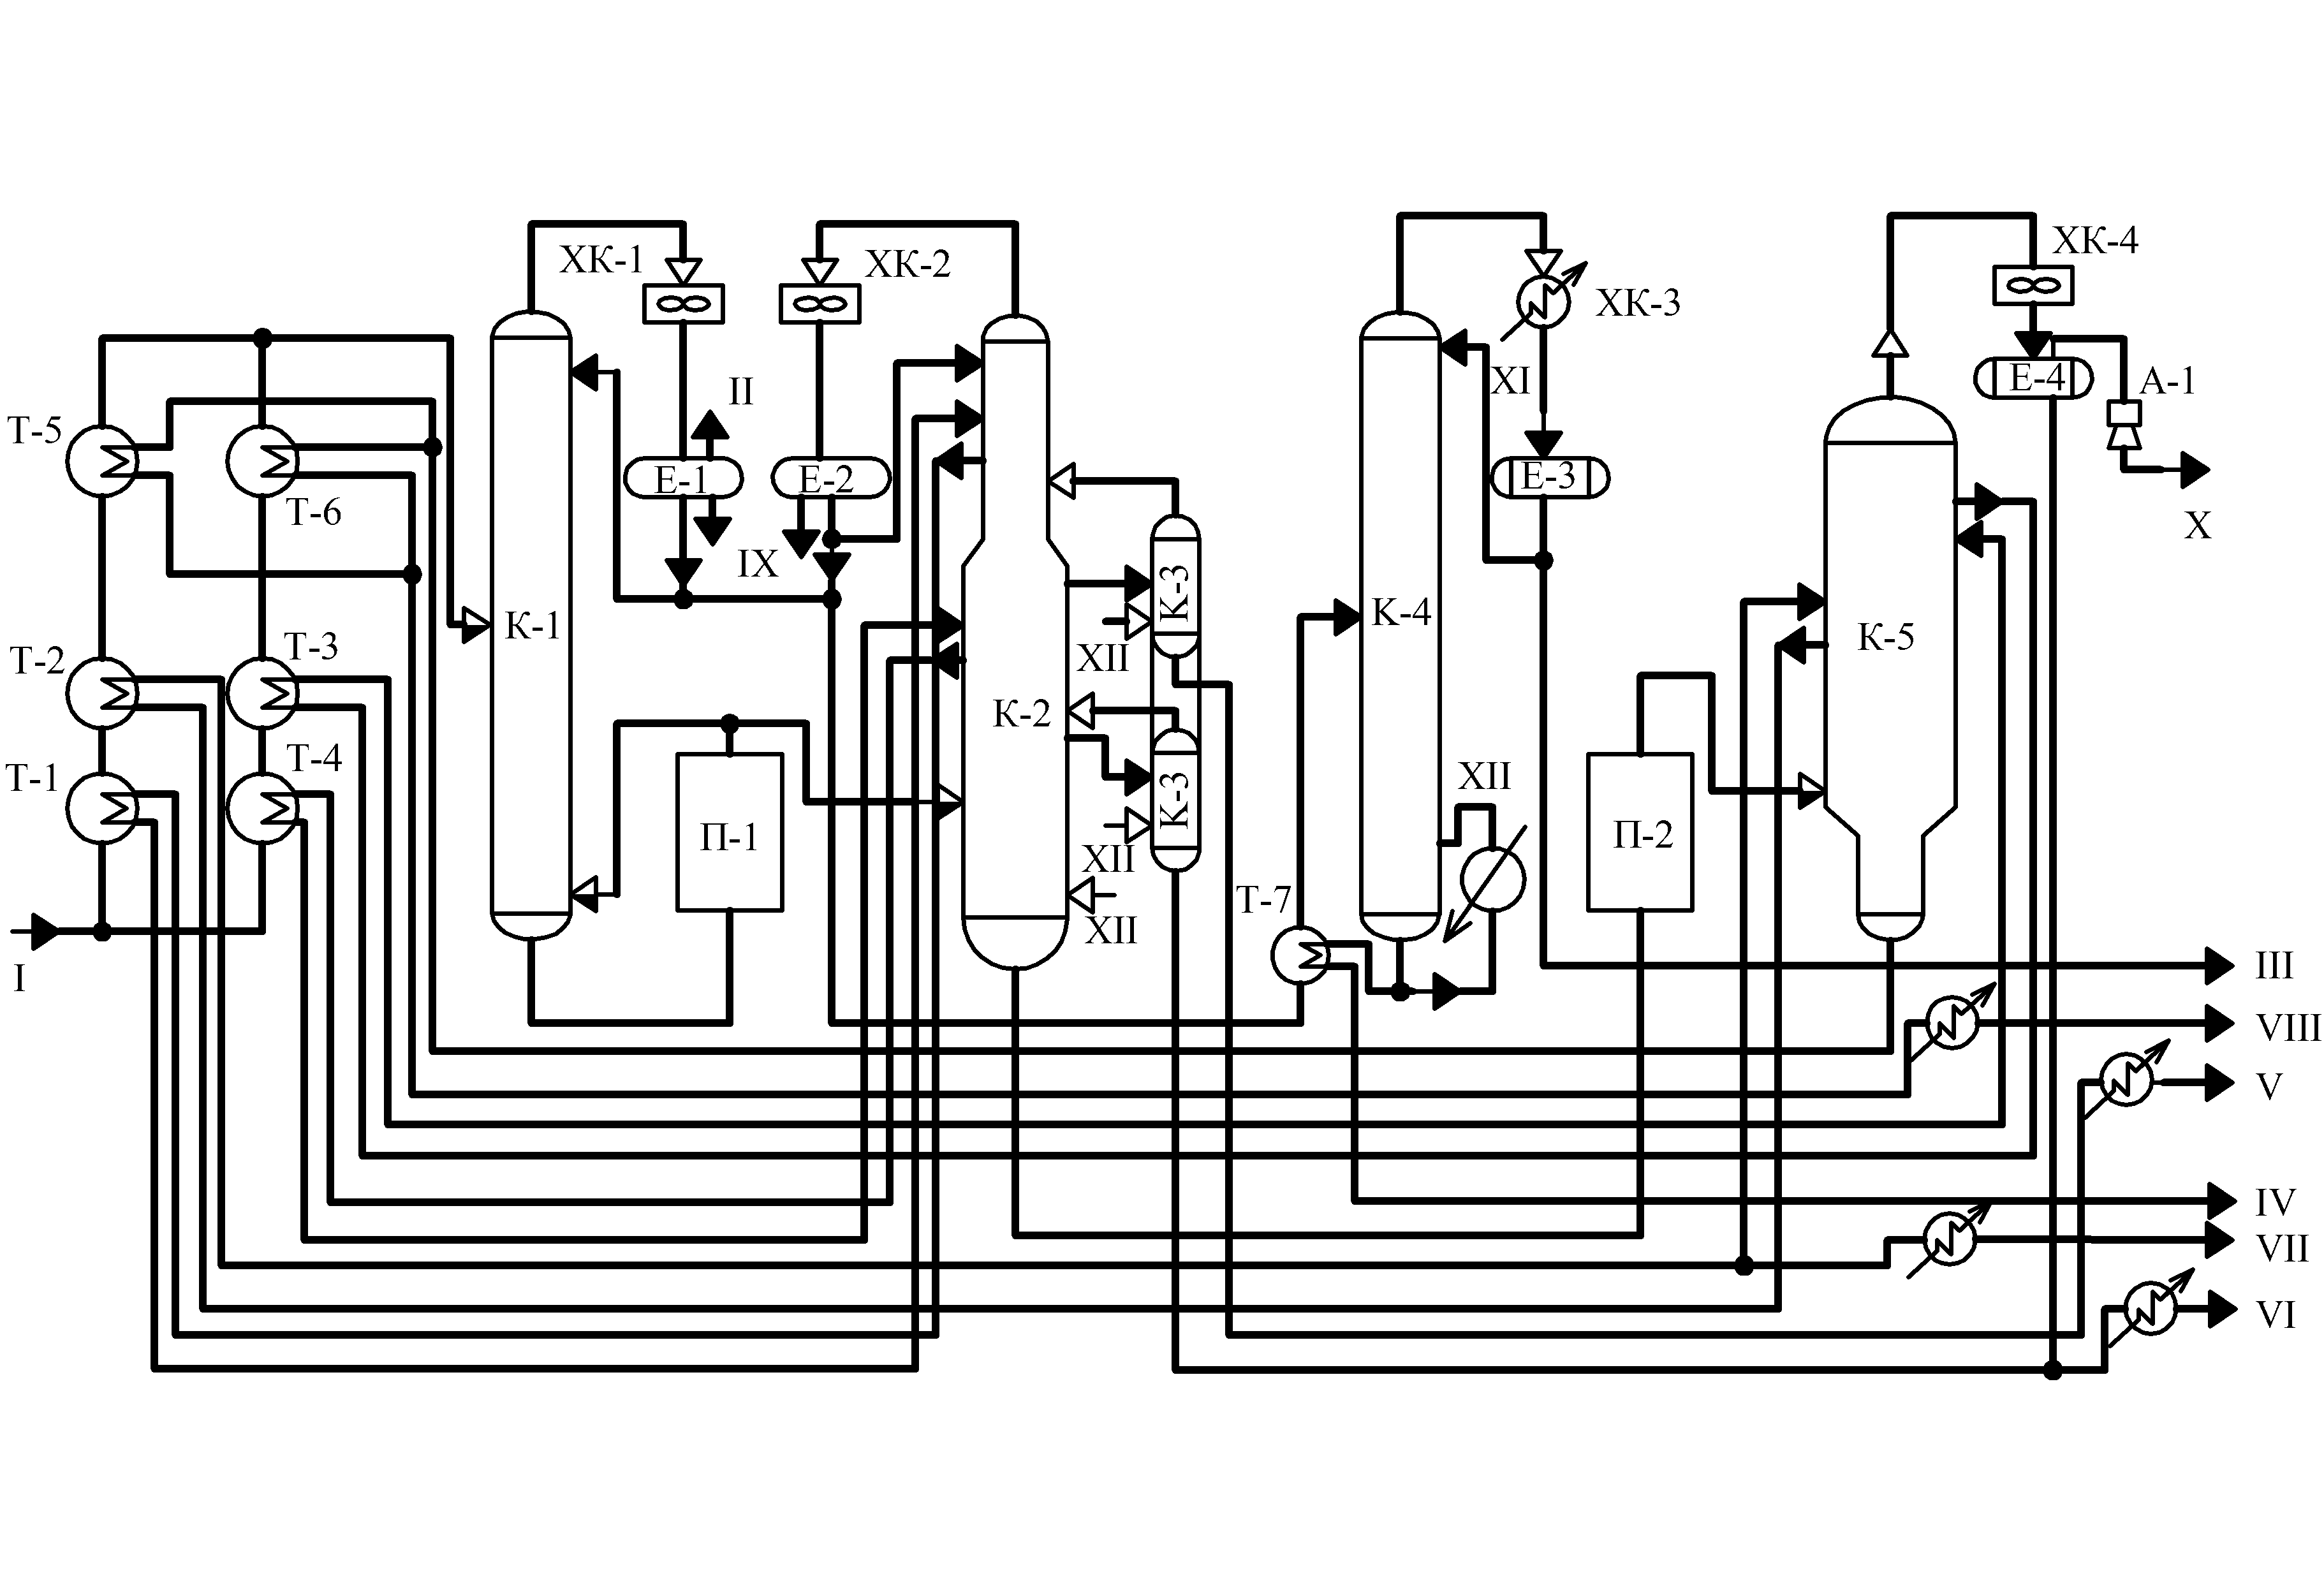 ХК-4
ХК-1
ХК-2
ХК-3
XI
Е-4
А-1
II
Т-5
Е-1
Е-2
Е-3
Т-6
X
IX
К-3
К-1
К-4
К-5
Т-2
Т-3
XII
К-2
Т-1
Т-4
XII
К-3
П-1
П-2
XII
Т-7
XII
I
III
VIII
V
IV
VII
VI